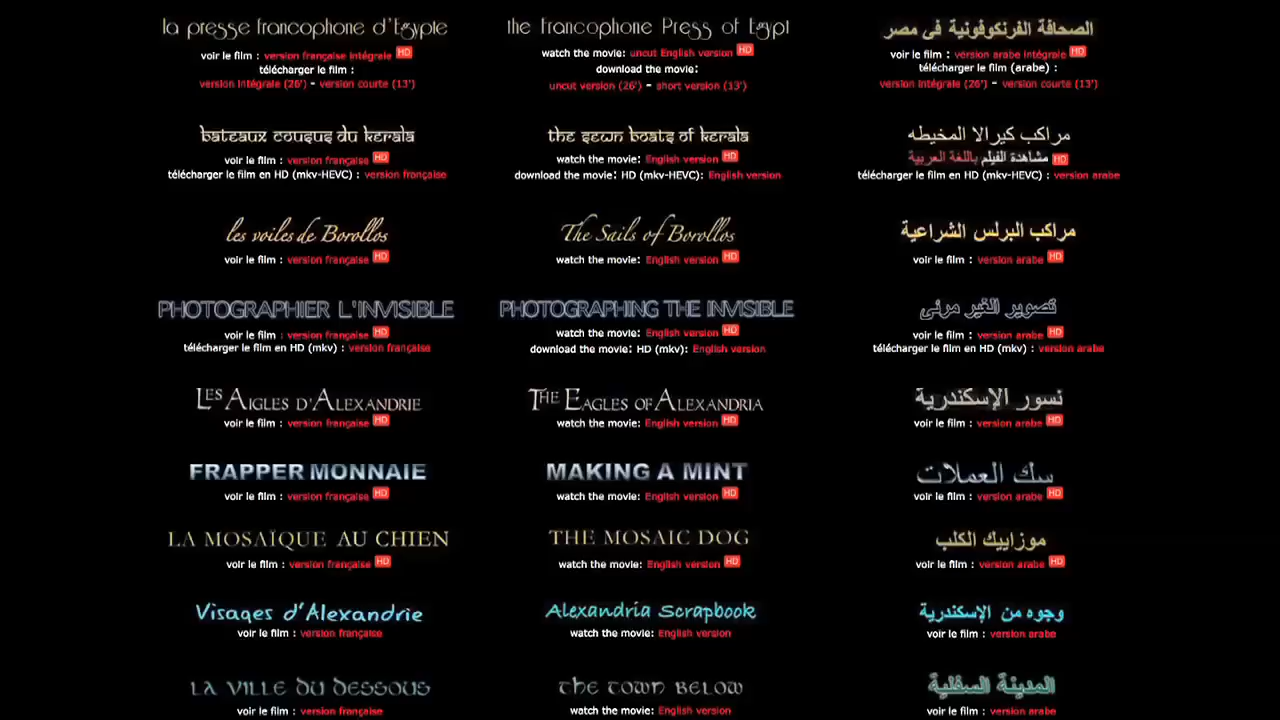 la presse francophone d'Egypte
voir le film : version française intégrale HD
télécharger le film :
version intégrale (26') - version courte (13')
the francophone Press of Egypt
watch the movie: uncut English version HD
download the movie:
uncut version (26') - short version (13')
الصحافة الفرنكوفونية فى مصر
voir le film : version arabe intégrale HD
télécharger le film (arabe) :
version intégrale (26') - version courte (13')
bateaux cousus du kerala
voir le film : version française HD
télécharger le film en HD (mkv-HEVC) : version française
the sewn boats of kerala
watch the movie: English version HD
download the movie: HD (mkv-HEVC): English version
مراكب كيرالا المخيطه
مشاهدة الفيلم باللغة العربية HD
télécharger le film en HD (mkv-HEVC) : version arabe
les voiles de Borollos
voir le film : version française HD
The Sails of Borollos
watch the movie: English version HD
مراكب البرلس الشراعية
voir le film : version arabe HD
PHOTOGRAPHIER L'INVISIBLE
voir le film : version française HD
télécharger le film en HD (mkv) : version française
PHOTOGRAPHING THE INVISIBLE
watch the movie: English version HD
download the movie: HD (mkv): English version
تصوير الغير مرئى
voir le film : version arabe HD
télécharger le film en HD (mkv) : version arabe
LES AIGLES D'ALEXANDRIE
voir le film : version française HD
THE EAGLES OF ALEXANDRIA
watch the movie: English version HD
نسور الإسكندرية
voir le film : version arabe HD
FRAPPER MONNAIE
voir le film : version française HD
MAKING A MINT
watch the movie: English version HD
سك العملات
voir le film : version arabe HD
LA MOSAÏQUE AU CHIEN
voir le film : version française HD
THE MOSAIC DOG
watch the movie: English version HD
موزاييك الكلب
voir le film : version arabe HD
Visages d'Alexandrie
voir le film : version française
Alexandria Scrapbook
watch the movie: English version
وجوه من الإسكندرية
voir le film : version arabe
LA VILLE DU DESSOUS
voir le film : version française
THE TOWN BELOW
watch the movie: English version
المدينة السفلية
voir le film : version arabe